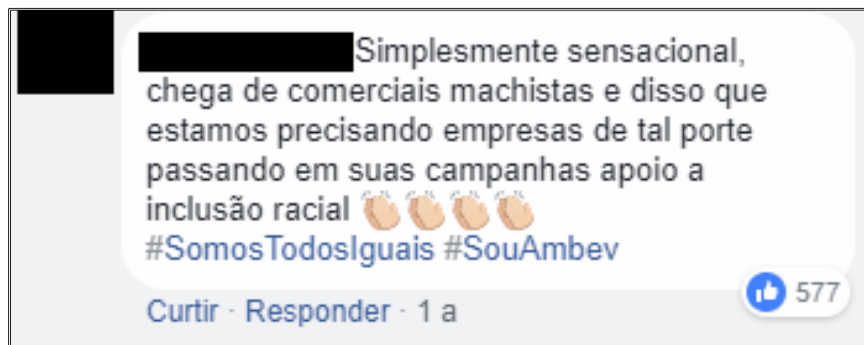 Simplesmente sensacional,
chega de comerciais machistas e disso que
estamos precisando empresas de tal porte
passando em suas campanhas apoio a
inclusão racial 👏🏻👏🏻👏🏻👏🏻
#SomosTodosIguais #SouAmbev
577
Curtir · Responder · 1 a